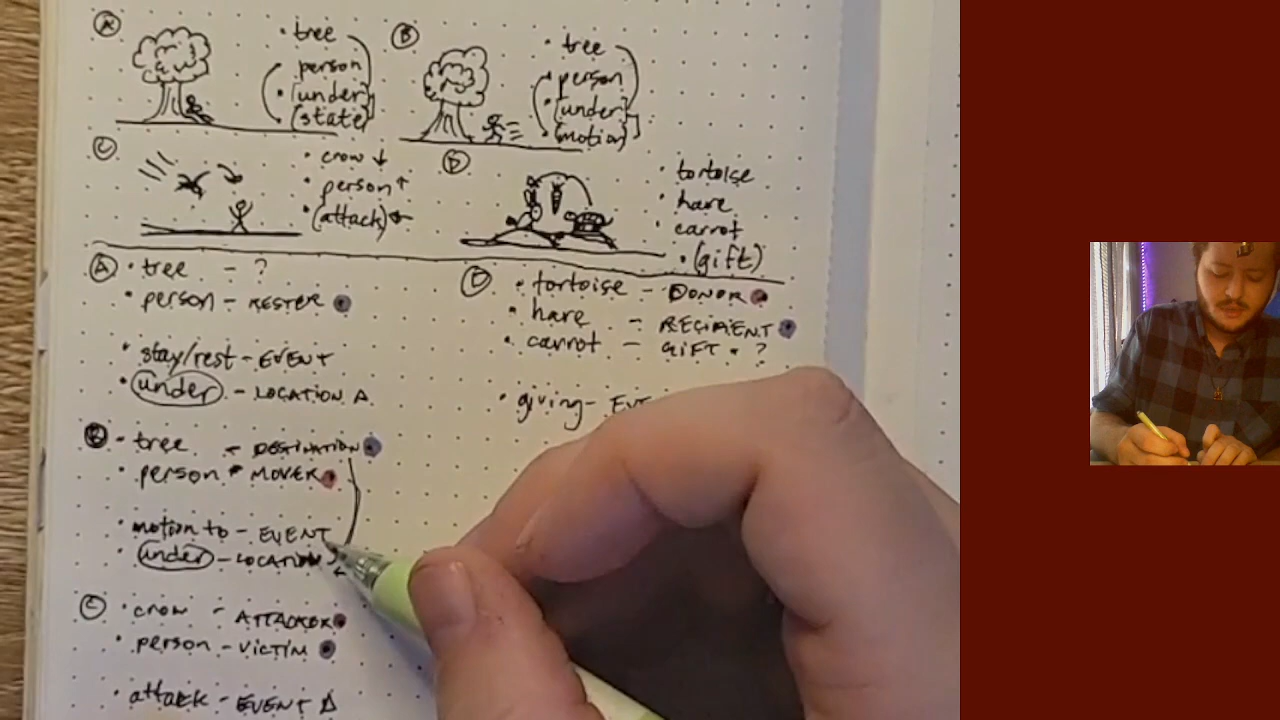 A
• tree
person
• (under)
(state)
B
• tree
person
• (under)
(motion)
C
• crow ↓
• person ↑
• (attack) ←
D
• tortoise
• hare
• carrot
• (gift)
A • tree - ?
• person - RESTER
• stay/rest - EVENT
• under - LOCATION Δ
B - tree - DESTINATION
• person - MOVER
• motion to - EVENT
• under - LOCATION
C • crow - ATTACKER
• person - VICTIM
• attack - EVENT Δ
D • tortoise - DONOR
• hare - RECIPIENT
• carrot - GIFT • ?
• giving -